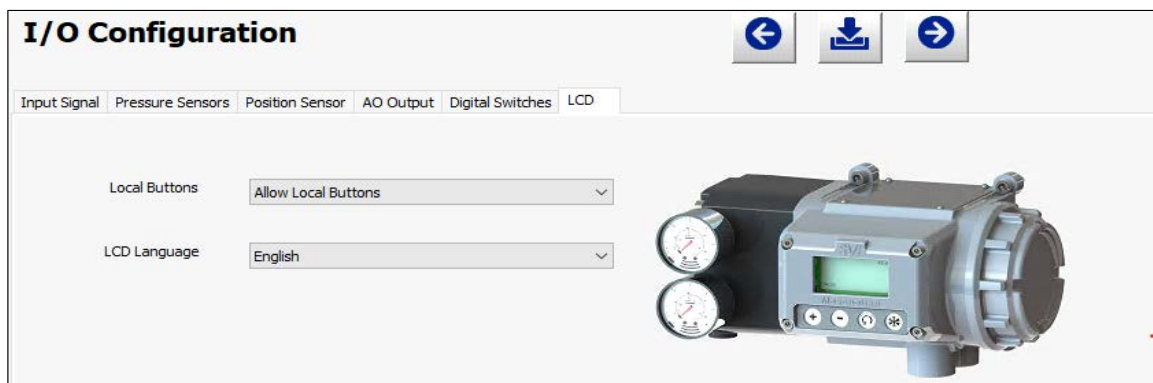 I/O Configuration
Input Signal Pressure Sensors Position Sensor AO Output Digital Switches LCD
Local Buttons Allow Local Buttons
LCD Language English
SVI